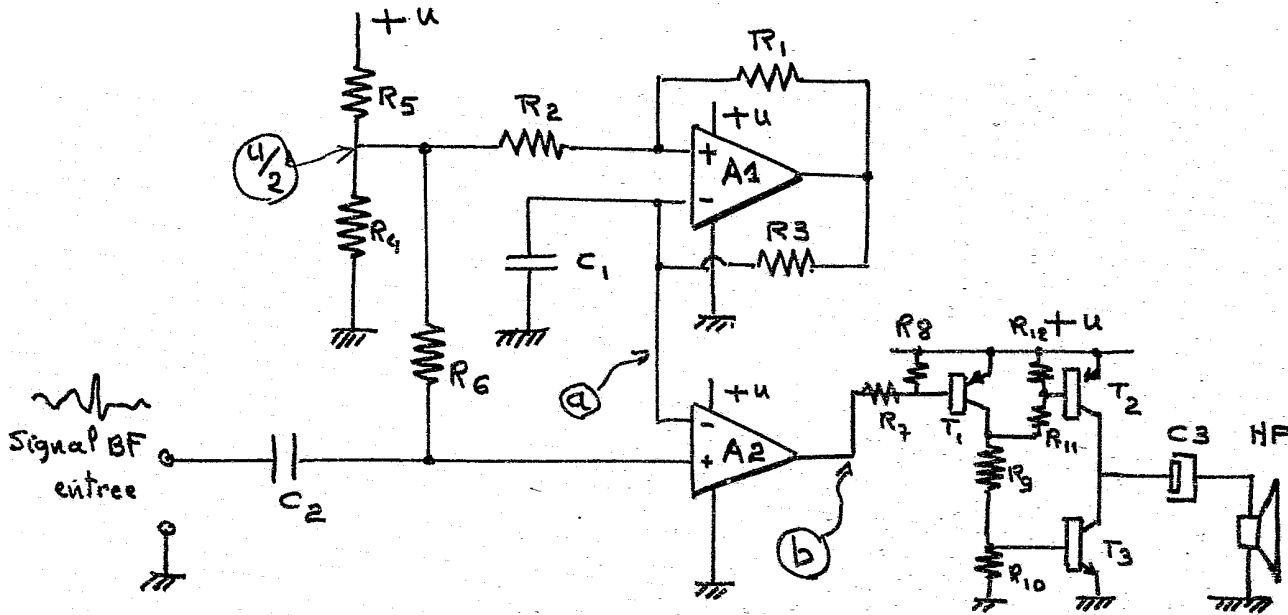 +u
R5
u/2
R4
R2
R1
+u
+
A1
-
R3
C1
R6
a
Signal BF
entrée
C2
+u
-
A2
+
b
R7
R8
T1
R9
R10
R12
+u
R11
T2
T3
C3
HP